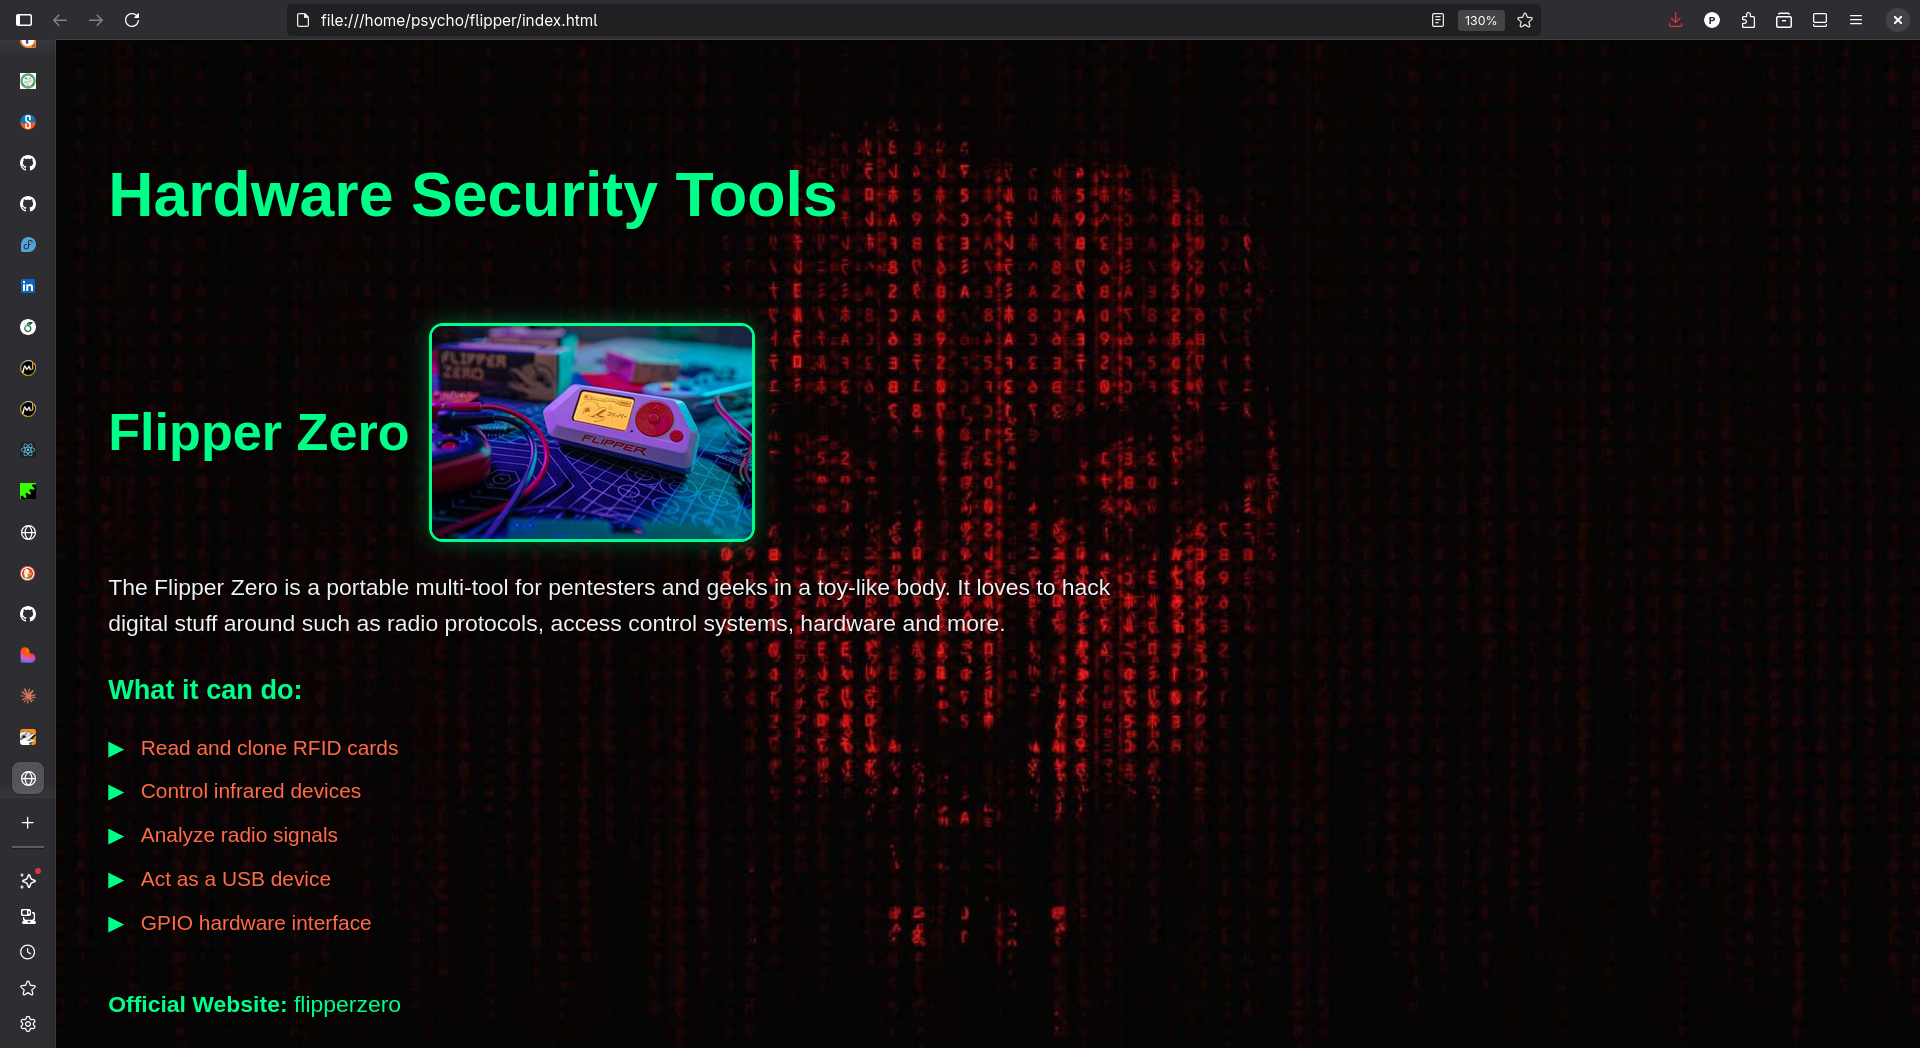 file:///home/psycho/flipper/index.html
130%
Hardware Security Tools
FLIPPER
ZERO
FLIPPER
Flipper Zero
The Flipper Zero is a portable multi-tool for pentesters and geeks in a toy-like body. It loves to hack
digital stuff around such as radio protocols, access control systems, hardware and more.
What it can do:
▶ Read and clone RFID cards
▶ Control infrared devices
▶ Analyze radio signals
▶ Act as a USB device
▶ GPIO hardware interface
Official Website: flipperzero